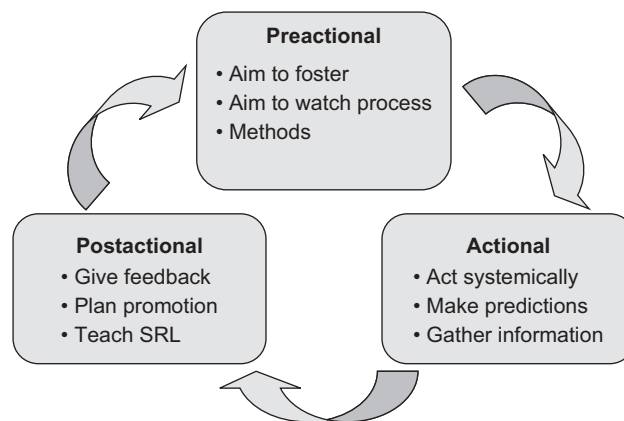 Preactional
• Aim to foster
• Aim to watch process
• Methods
Postactional
• Give feedback
• Plan promotion
• Teach SRL
Actional
• Act systemically
• Make predictions
• Gather information